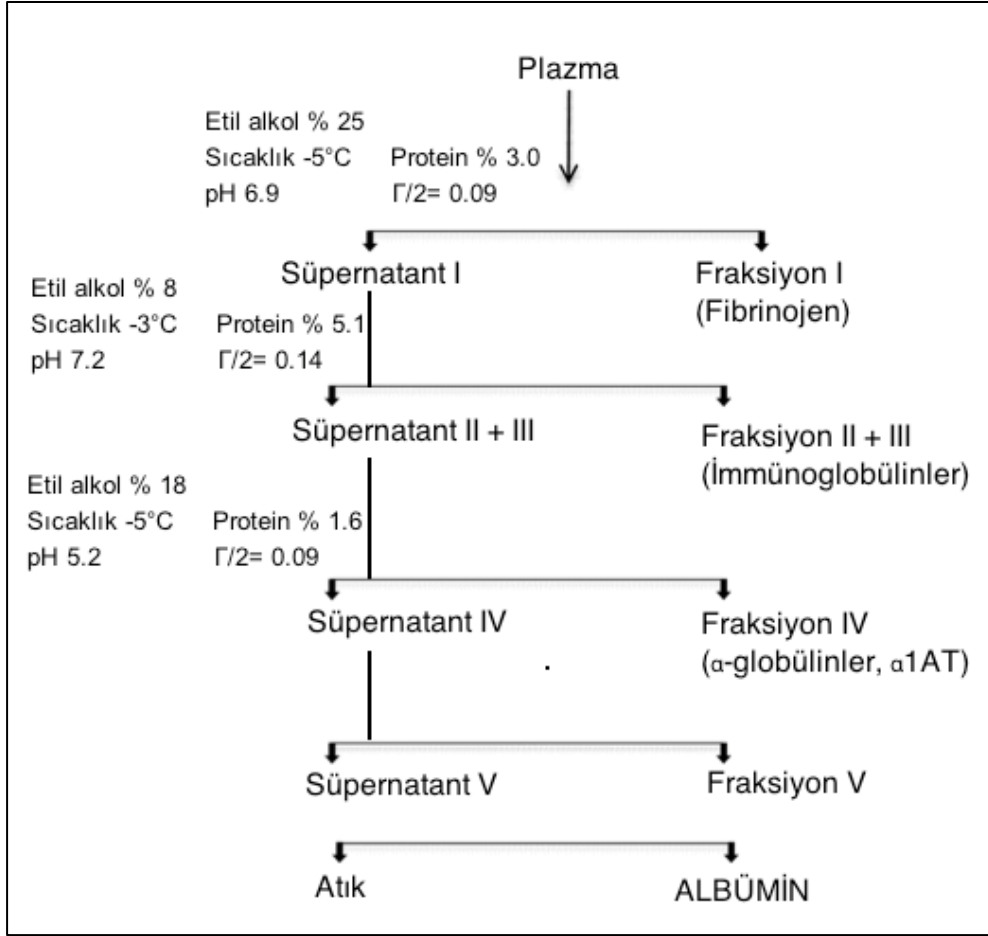 Plazma
Etil alkol % 25
Sıcaklık -5°C Protein % 3.0
pH 6.9 Γ/2= 0.09
Süpernatant I Fraksiyon I
(Fibrinojen)
Etil alkol % 8
Sıcaklık -3°C Protein % 5.1
pH 7.2 Γ/2= 0.14
Süpernatant II + III Fraksiyon II + III
(İmmünoglobülinler)
Etil alkol % 18
Sıcaklık -5°C Protein % 1.6
pH 5.2 Γ/2= 0.09
Süpernatant IV Fraksiyon IV
(α-globülinler, α1AT)
Süpernatant V Fraksiyon V
Atık ALBÜMİN